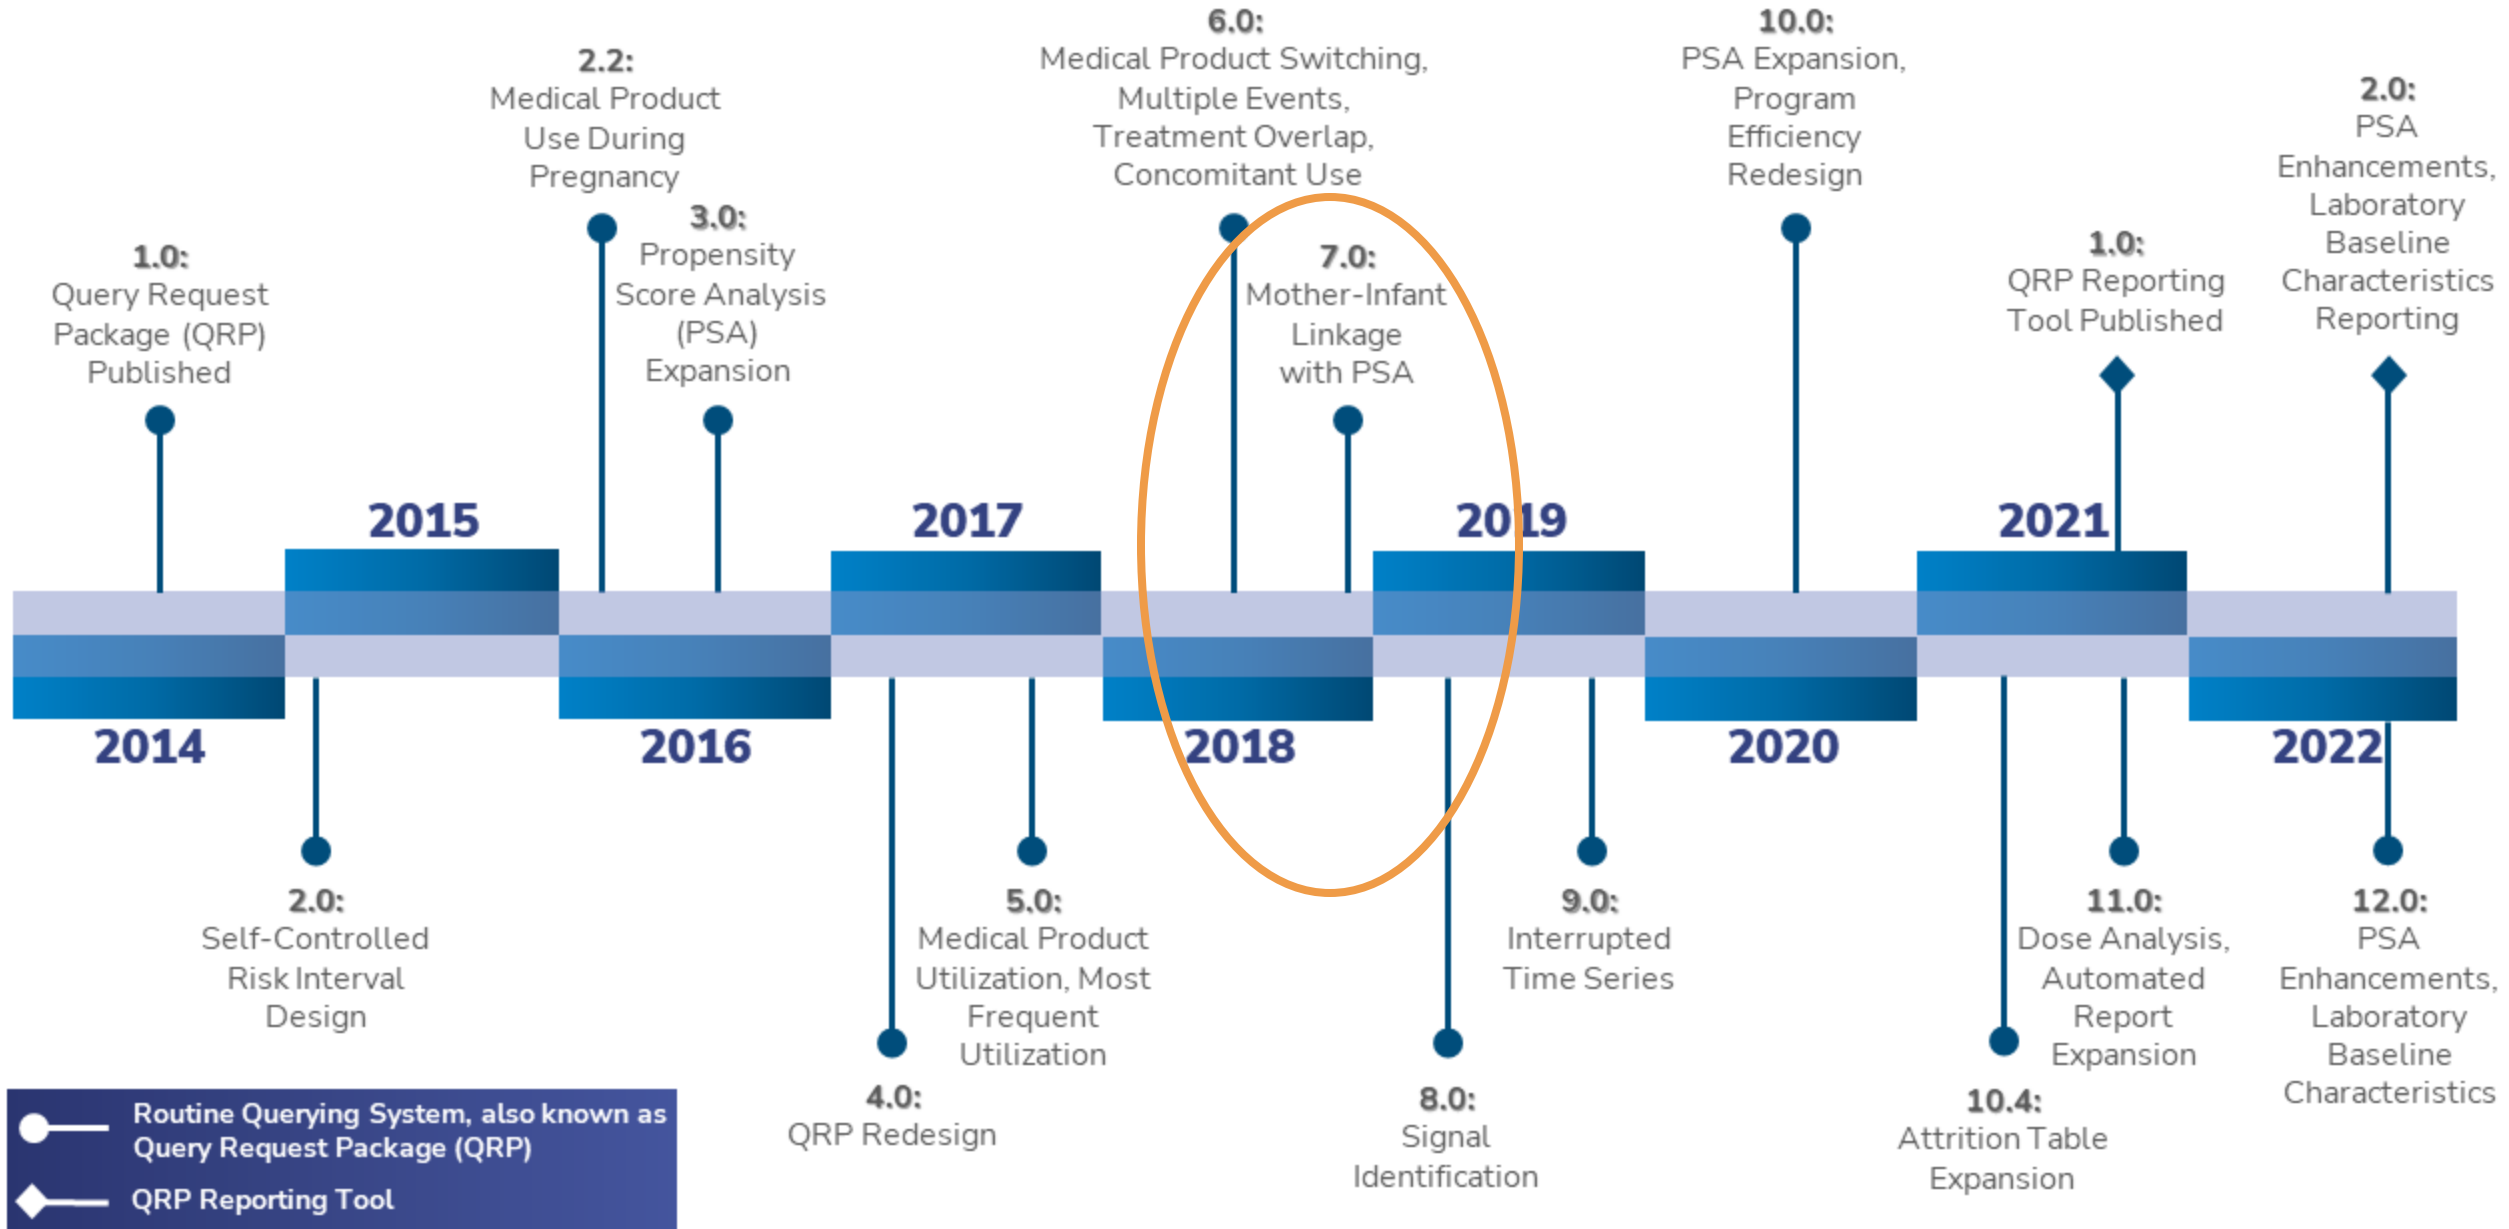 1.0:
Query Request
Package (QRP)
Published
2.2:
Medical Product
Use During
Pregnancy
3.0:
Propensity
Score Analysis
(PSA)
Expansion
6.0:
Medical Product Switching,
Multiple Events,
Treatment Overlap,
Concomitant Use
7.0:
Mother-Infant
Linkage
with PSA
10.0:
PSA Expansion,
Program
Efficiency
Redesign
1.0:
QRP Reporting
Tool Published
2.0:
PSA
Enhancements,
Laboratory
Baseline
Characteristics
Reporting
2015
2017
2019
2021
2014
2016
2018
2020
2022
2.0:
Self-Controlled
Risk Interval
Design
4.0:
QRP Redesign
5.0:
Medical Product
Utilization, Most
Frequent
Utilization
8.0:
Signal
Identification
9.0:
Interrupted
Time Series
10.4:
Attrition Table
Expansion
11.0:
Dose Analysis,
Automated
Report
Expansion
12.0:
PSA
Enhancements,
Laboratory
Baseline
Characteristics
Routine Querying System, also known as
Query Request Package (QRP)
QRP Reporting Tool